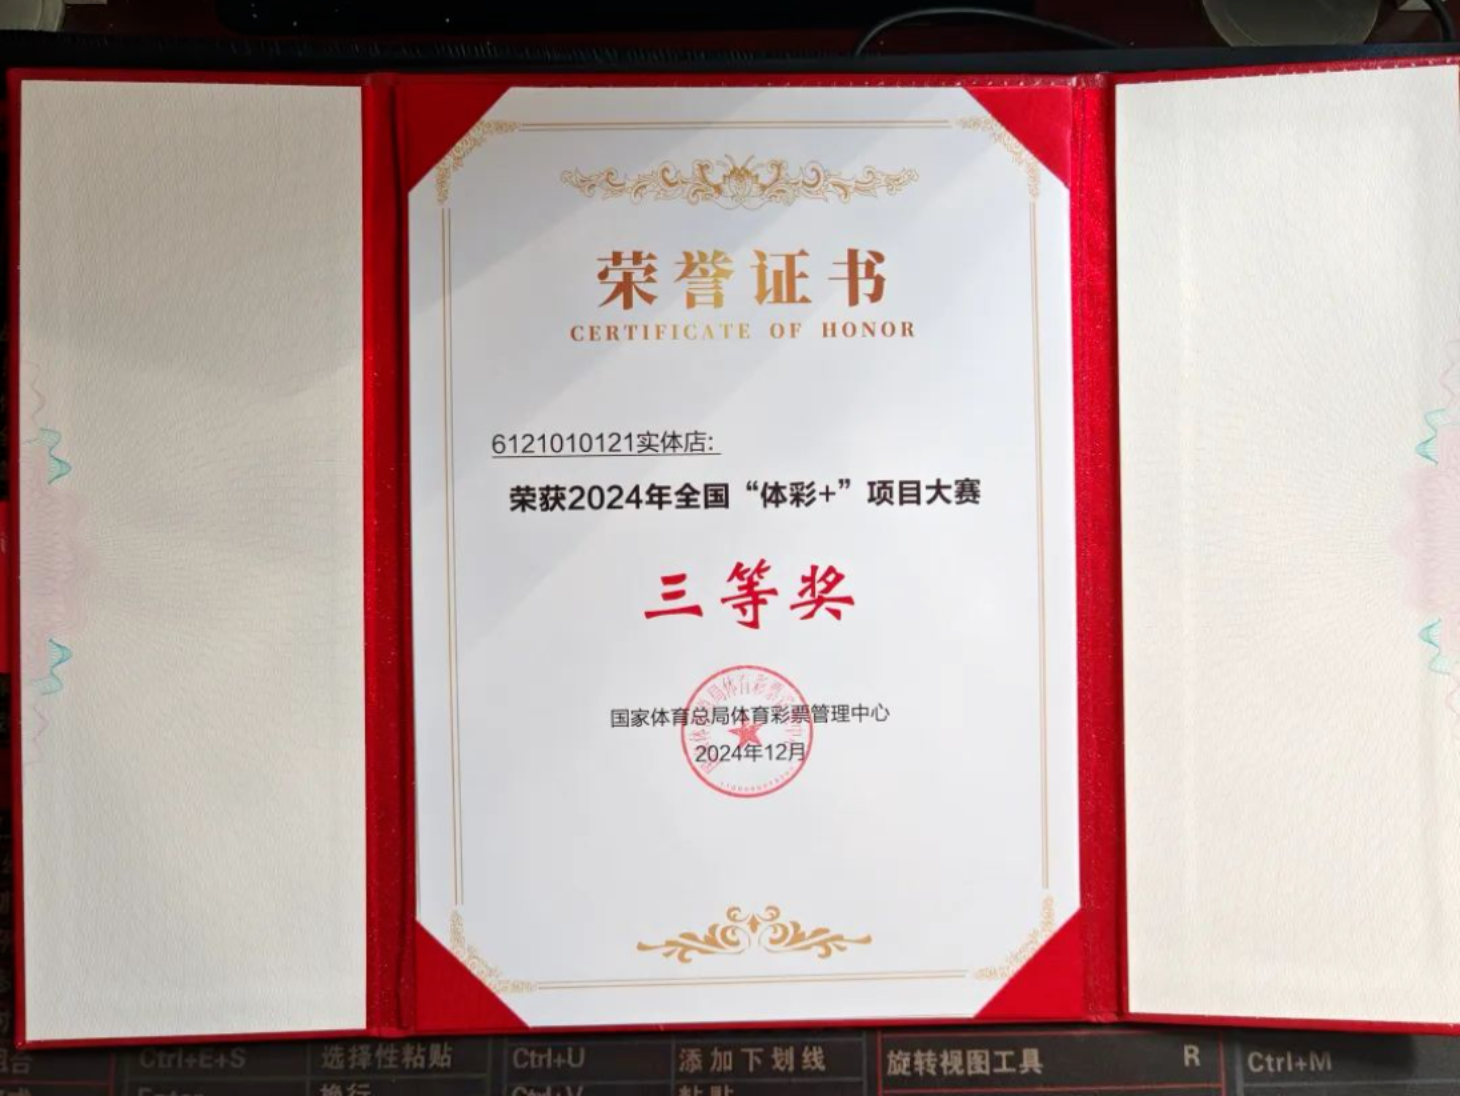 荣誉证书
CERTIFICATE OF HONOR
6121010121实体店:
荣获2024年全国“体彩+”项目大赛
三等奖
国家体育总局体育彩票管理中心
2024年12月
Ctrl+E+S 选择性粘贴 Ctrl+U 添加下划线 旋转视图工具 R Ctrl+M